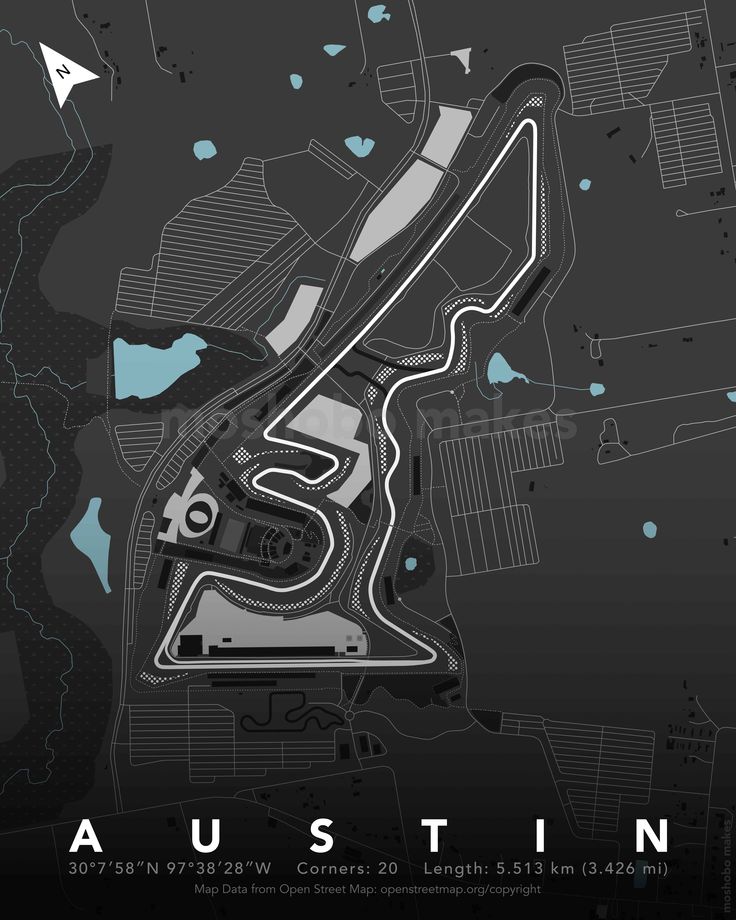 N
moshobo makes
AUSTIN
30°7′58″N 97°38′28″W Corners: 20 Length: 5.513 km (3.426 mi)
Map Data from Open Street Map: openstreetmap.org/copyright
moshobo makes